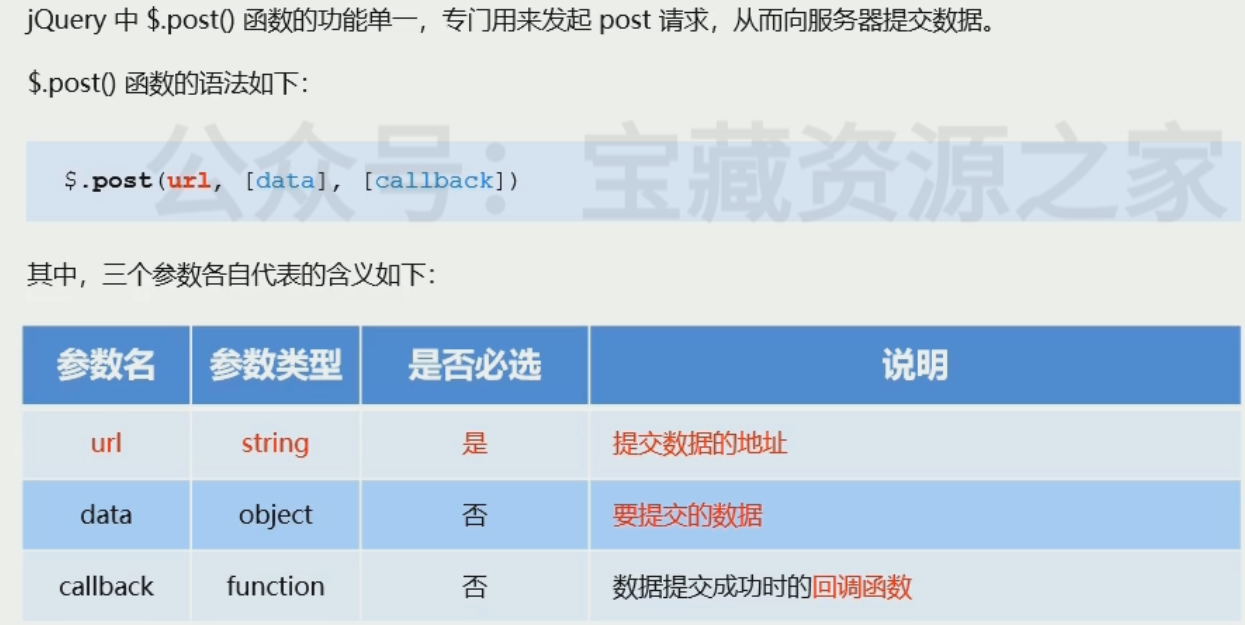 jQuery 中 $.post() 函数的功能单一，专门用来发起 post 请求，从而向服务器提交数据。
$.post() 函数的语法如下：
公众号：宝藏资源之家
$.post(url, [data], [callback])
其中，三个参数各自代表的含义如下：
参数名 参数类型 是否必选 说明
url string 是 提交数据的地址
data object 否 要提交的数据
callback function 否 数据提交成功时的回调函数